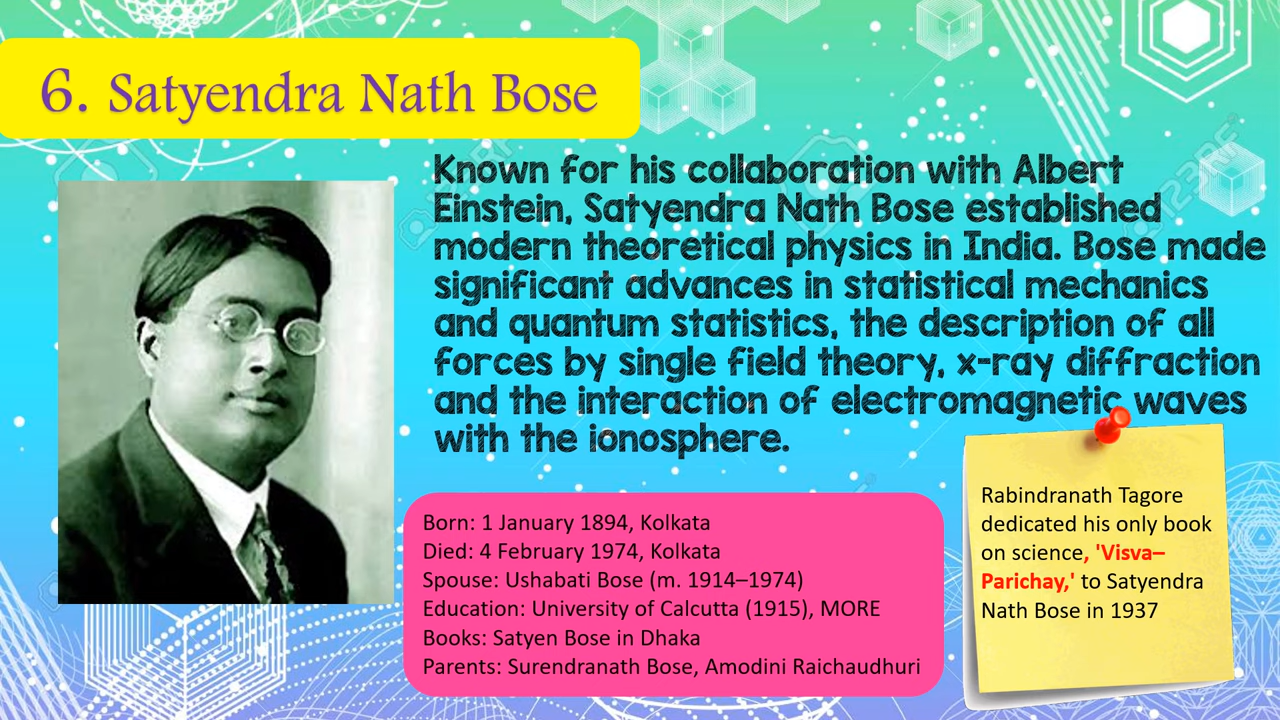 6. Satyendra Nath Bose
Known for his collaboration with Albert
Einstein, Satyendra Nath Bose established
modern theoretical physics in India. Bose made
significant advances in statistical mechanics
and quantum statistics, the description of all
forces by single field theory, x-ray diffraction
and the interaction of electromagnetic waves
with the ionosphere.
Born: 1 January 1894, Kolkata
Died: 4 February 1974, Kolkata
Spouse: Ushabati Bose (m. 1914–1974)
Education: University of Calcutta (1915), MORE
Books: Satyen Bose in Dhaka
Parents: Surendranath Bose, Amodini Raichaudhuri
Rabindranath Tagore
dedicated his only book
on science, 'Visva–
Parichay,' to Satyendra
Nath Bose in 1937
123RF